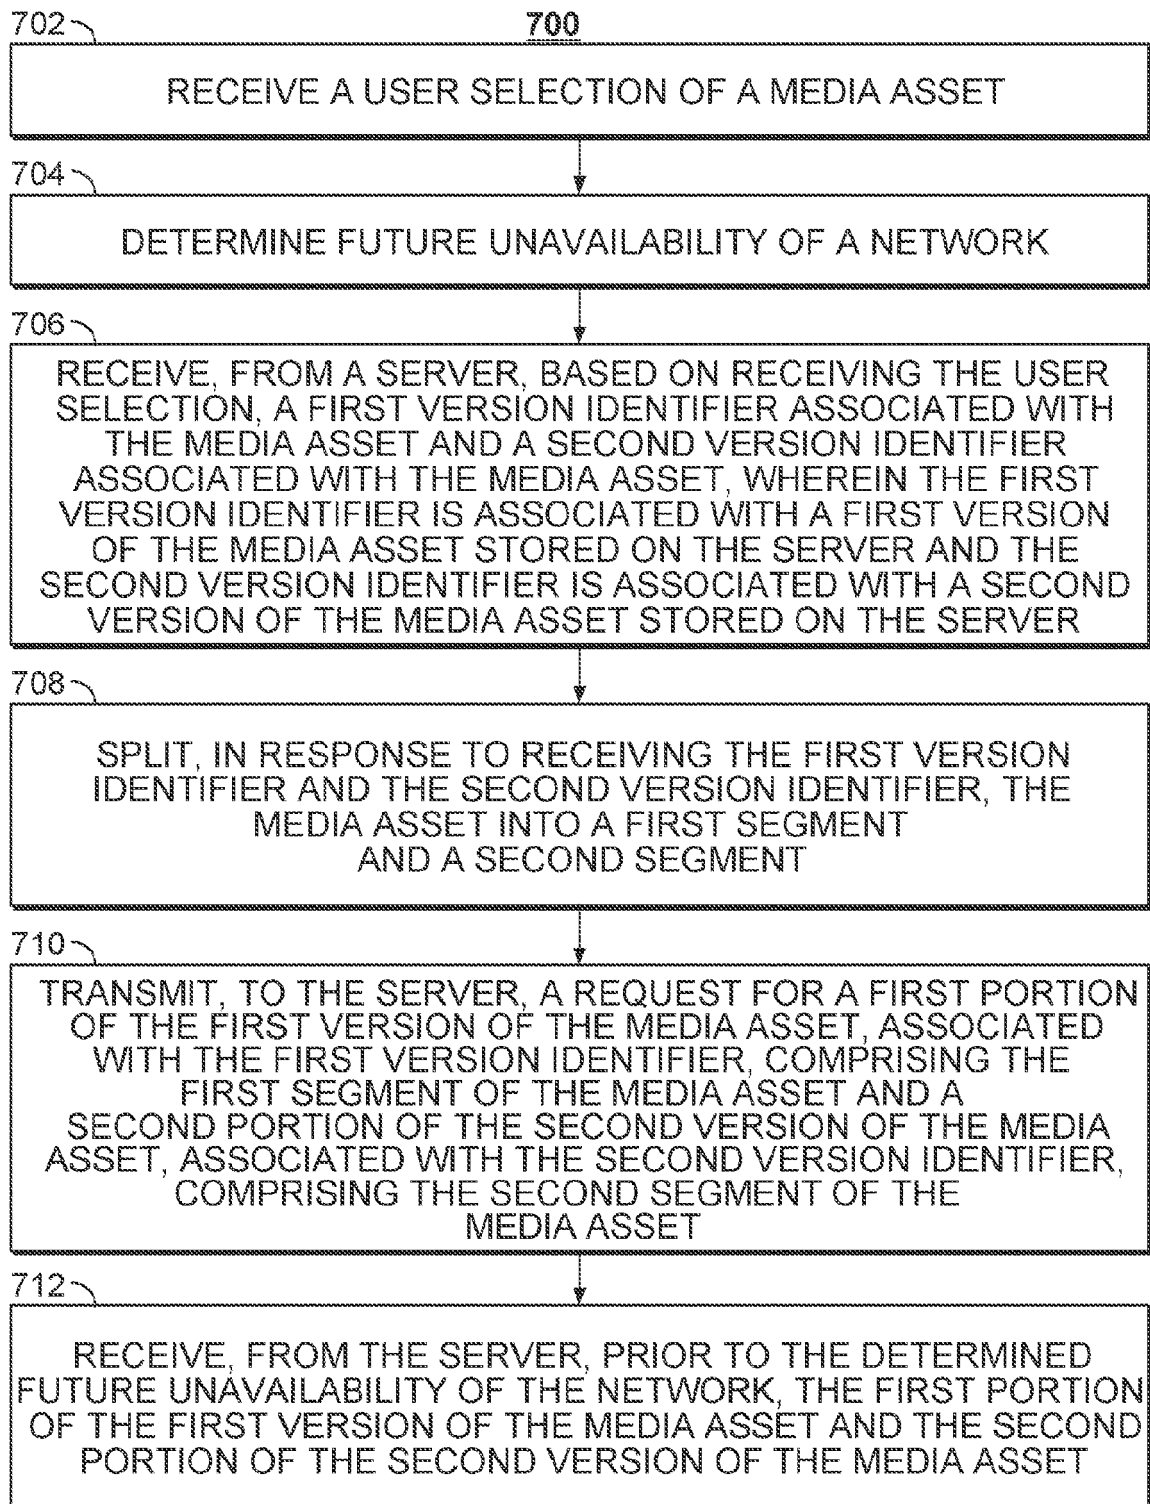 702
700
RECEIVE A USER SELECTION OF A MEDIA ASSET
704
DETERMINE FUTURE UNAVAILABILITY OF A NETWORK
706
RECEIVE, FROM A SERVER, BASED ON RECEIVING THE USER
SELECTION, A FIRST VERSION IDENTIFIER ASSOCIATED WITH
THE MEDIA ASSET AND A SECOND VERSION IDENTIFIER
ASSOCIATED WITH THE MEDIA ASSET, WHEREIN THE FIRST
VERSION IDENTIFIER IS ASSOCIATED WITH A FIRST VERSION
OF THE MEDIA ASSET STORED ON THE SERVER AND THE
SECOND VERSION IDENTIFIER IS ASSOCIATED WITH A SECOND
VERSION OF THE MEDIA ASSET STORED ON THE SERVER
708
SPLIT, IN RESPONSE TO RECEIVING THE FIRST VERSION
IDENTIFIER AND THE SECOND VERSION IDENTIFIER, THE
MEDIA ASSET INTO A FIRST SEGMENT
AND A SECOND SEGMENT
710
TRANSMIT, TO THE SERVER, A REQUEST FOR A FIRST PORTION
OF THE FIRST VERSION OF THE MEDIA ASSET, ASSOCIATED
WITH THE FIRST VERSION IDENTIFIER, COMPRISING THE
FIRST SEGMENT OF THE MEDIA ASSET AND A
SECOND PORTION OF THE SECOND VERSION OF THE MEDIA
ASSET, ASSOCIATED WITH THE SECOND VERSION IDENTIFIER,
COMPRISING THE SECOND SEGMENT OF THE
MEDIA ASSET
712
RECEIVE, FROM THE SERVER, PRIOR TO THE DETERMINED
FUTURE UNAVAILABILITY OF THE NETWORK, THE FIRST PORTION
OF THE FIRST VERSION OF THE MEDIA ASSET AND THE SECOND
PORTION OF THE SECOND VERSION OF THE MEDIA ASSET